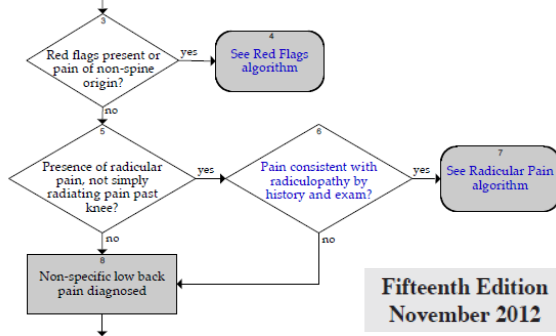 3
Red flags present or
pain of non-spine
origin?
yes
4
See Red Flags
algorithm
no
5
Presence of radicular
pain, not simply
radiating pain past
knee?
yes
6
Pain consistent with
radiculopathy by
history and exam?
yes
7
See Radicular Pain
algorithm
no
no
8
Non-specific low back
pain diagnosed
Fifteenth Edition
November 2012